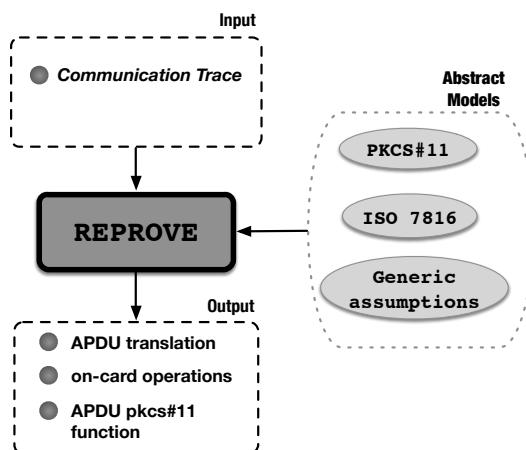 Input
Communication Trace
Abstract
Models
PKCS#11
ISO 7816
Generic
assumptions
REPROVE
Output
APDU translation
on-card operations
APDU pkcs#11
function